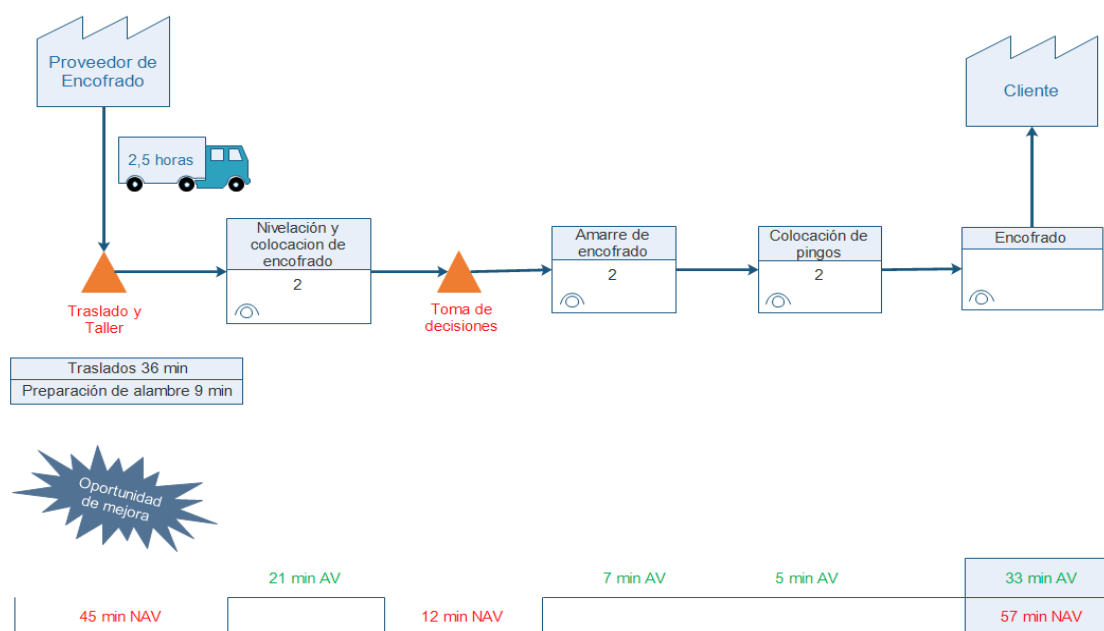 Proveedor de
Encofrado
Cliente
2,5 horas
Nivelación y
colocacion de
encofrado
2
Amarre de
encofrado
2
Colocación de
pingos
2
Encofrado
Traslado y
Taller
Toma de
decisiones
Traslados 36 min
Preparación de alambre 9 min
Oportunidad
de mejora
21 min AV
7 min AV
5 min AV
33 min AV
45 min NAV
12 min NAV
57 min NAV